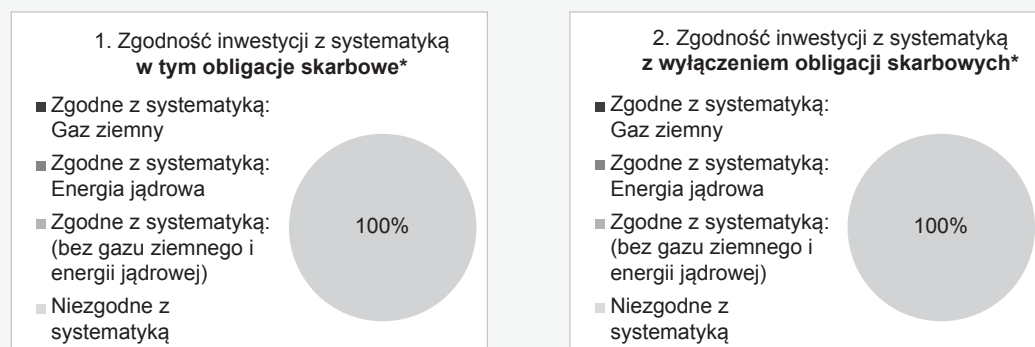 1. Zgodność inwestycji z systematyką
w tym obligacje skarbowe*
Zgodne z systematyką:
Gaz ziemny
Zgodne z systematyką:
Energia jądrowa
Zgodne z systematyką:
(bez gazu ziemnego i
energii jądrowej)
Niezgodne z
systematyką
100%
2. Zgodność inwestycji z systematyką
z wyłączeniem obligacji skarbowych*
Zgodne z systematyką:
Gaz ziemny
Zgodne z systematyką:
Energia jądrowa
Zgodne z systematyką:
(bez gazu ziemnego i
energii jądrowej)
Niezgodne z
systematyką
100%